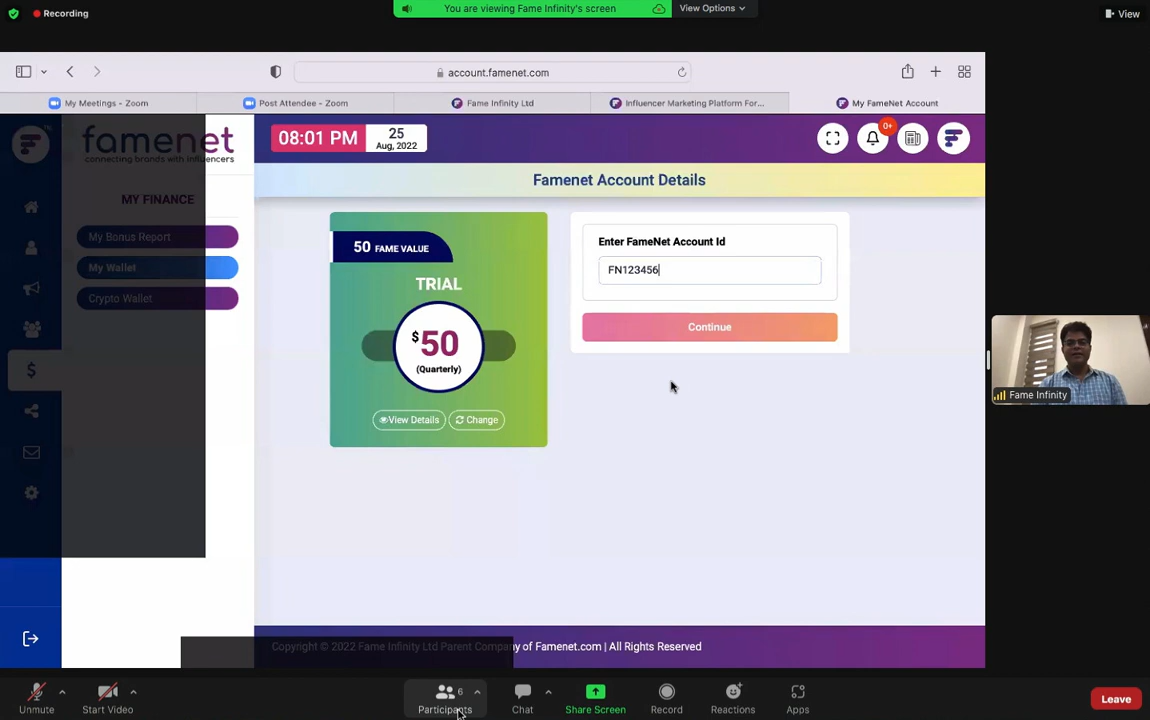 Recording
You are viewing Fame Infinity's screen
View Options
View
account.famenet.com
My Meetings - Zoom
Post Attendee - Zoom
Fame Infinity Ltd
Influencer Marketing Platform For...
My FameNet Account
famenet
connecting brands with influencers
08:01 PM
25
Aug, 2022
0+
Famenet Account Details
MY FINANCE
My Bonus Report
My Wallet
Crypto Wallet
50 FAME VALUE
TRIAL
$50
(Quarterly)
View Details
Change
Enter FameNet Account Id
FN123456
Continue
Fame Infinity
Copyright © 2022 Fame Infinity Ltd Parent Company of Famenet.com | All Rights Reserved
Unmute
Start Video
6
Participants
Chat
Share Screen
Record
Reactions
Apps
Leave